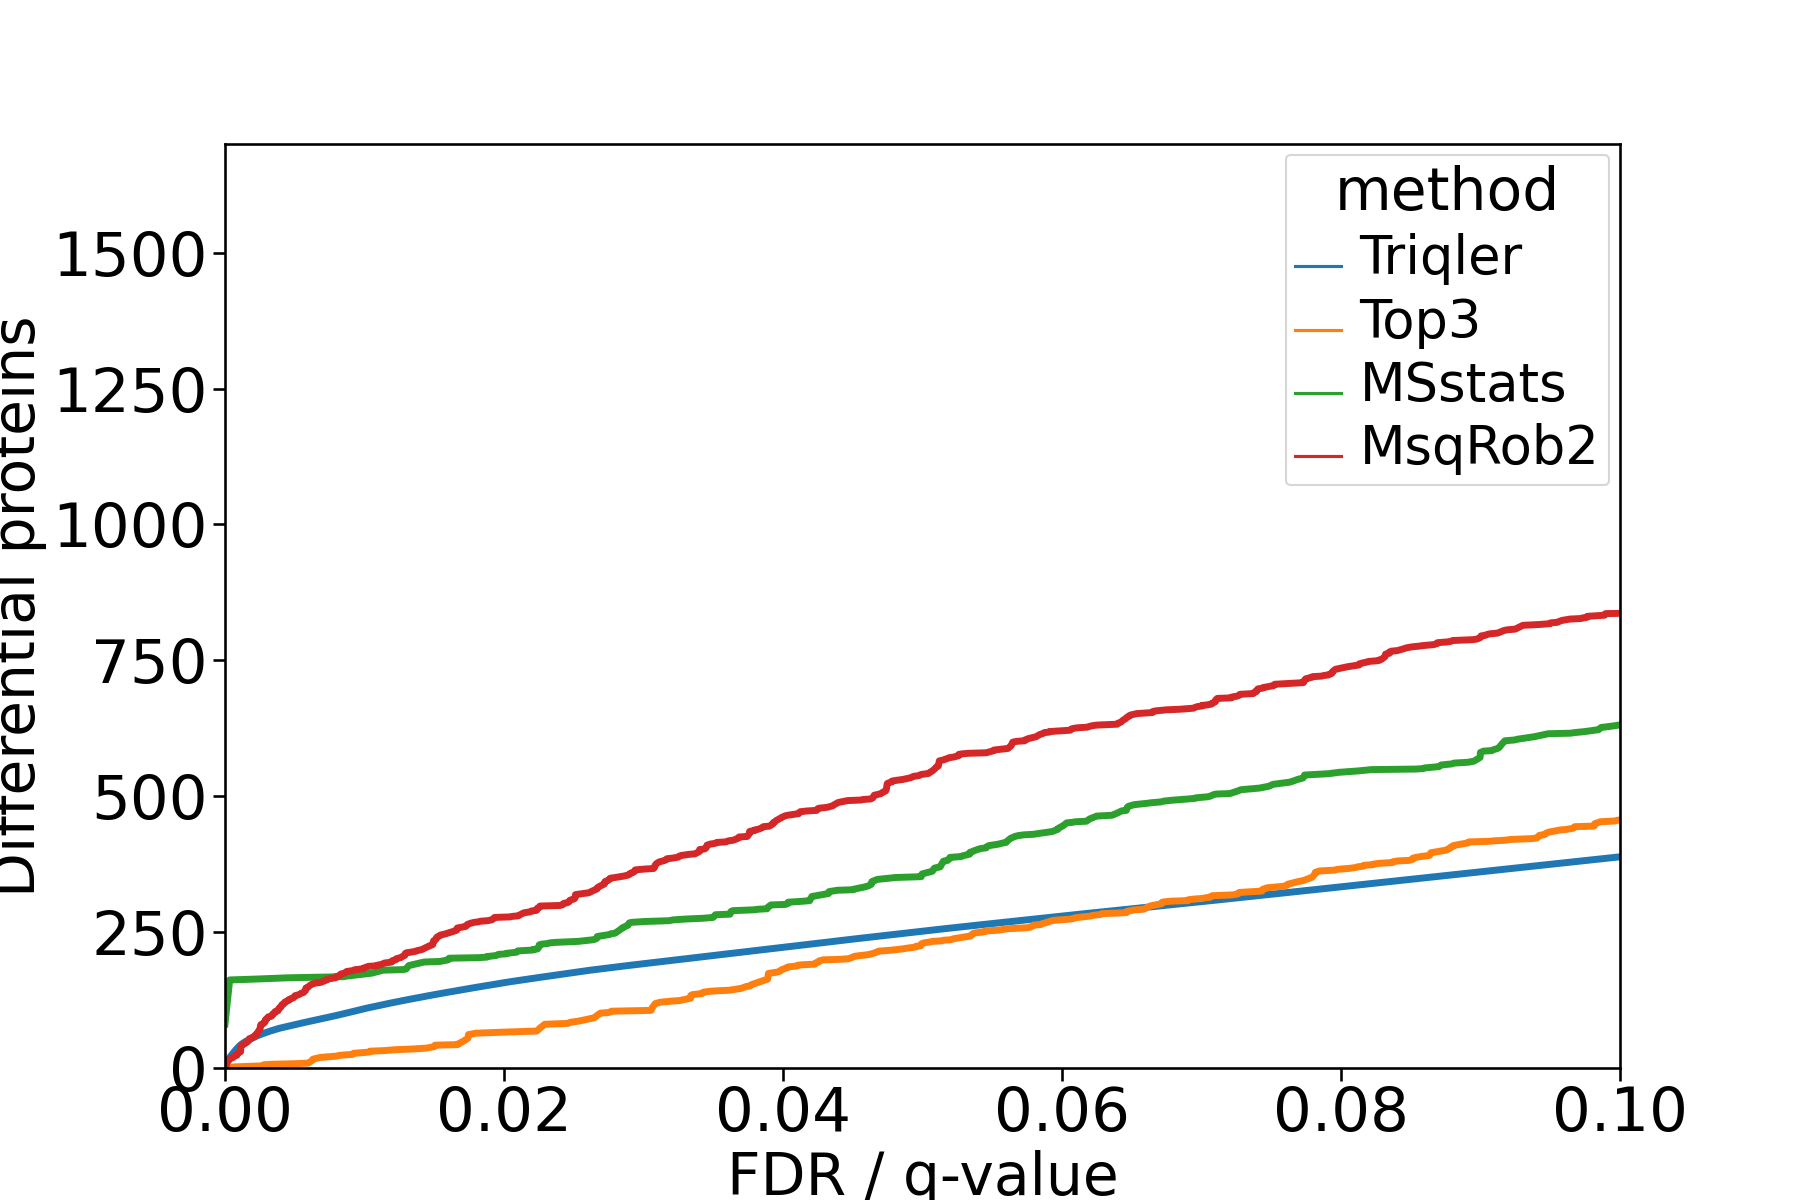 method
Triqler
Top3
MSstats
MsqRob2
Differential proteins
1500
1250
1000
750
500
250
0
0.00 0.02 0.04 0.06 0.08 0.10
FDR / q-value